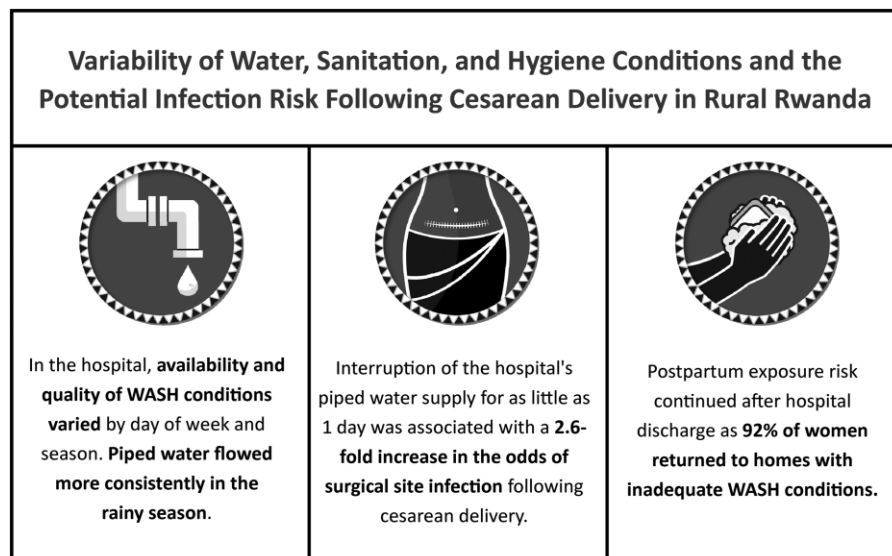 Variability of Water, Sanitation, and Hygiene Conditions and the
Potential Infection Risk Following Cesarean Delivery in Rural Rwanda
In the hospital, availability and
quality of WASH conditions
varied by day of week and
season. Piped water flowed
more consistently in the
rainy season.
Interruption of the hospital's
piped water supply for as little as
1 day was associated with a 2.6-
fold increase in the odds of
surgical site infection following
cesarean delivery.
Postpartum exposure risk
continued after hospital
discharge as 92% of women
returned to homes with
inadequate WASH conditions.